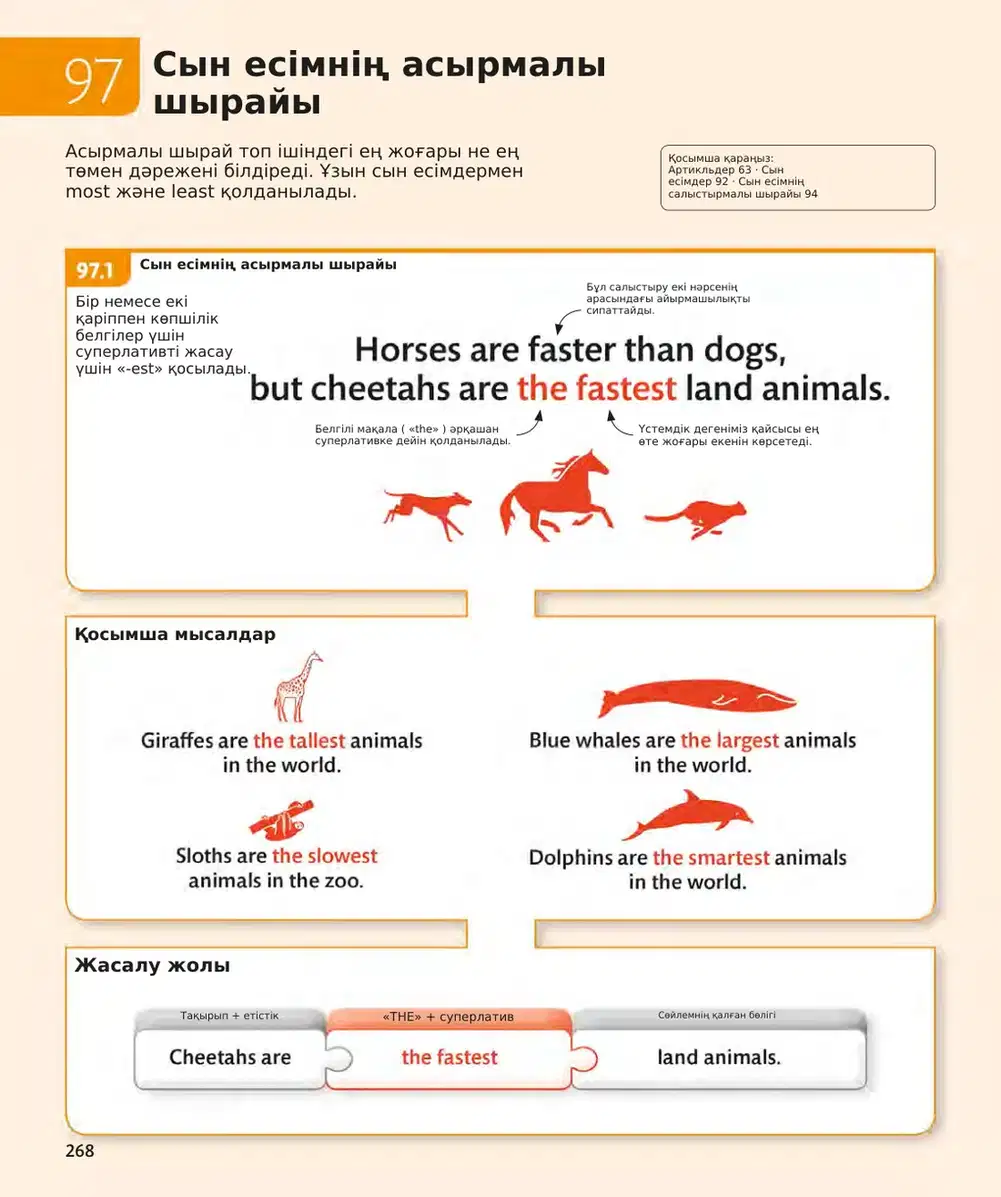 97
Сын есімнің асырмалы
шырайы
Асырмалы шырай топ ішіндегі ең жоғары не ең
төмен дәрежені білдіреді. Ұзын сын есімдермен
most және least қолданылады.
Қосымша қараңыз:
Артикльдер 63 · Сын
есімдер 92 · Сын есімнің
салыстырмалы шырайы 94
97.1
Сын есімнің асырмалы шырайы
Бір немесе екі
қаріппен көпшілік
белгілер үшін
суперлативті жасау
үшін «-est» қосылады.
Бұл салыстыру екі нәрсенің
арасындағы айырмашылықты
сипаттайды.
Horses are faster than dogs,
but cheetahs are the fastest land animals.
Белгілі мақала ( «the» ) әрқашан
суперлативке дейін қолданылады.
Үстемдік дегеніміз қайсысы ең
өте жоғары екенін көрсетеді.
Қосымша мысалдар
Giraffes are the tallest animals
in the world.
Blue whales are the largest animals
in the world.
Sloths are the slowest
animals in the zoo.
Dolphins are the smartest animals
in the world.
Жасалу жолы
Тақырып + етістік
«THE» + суперлатив
Сөйлемнің қалған бөлігі
Cheetahs are
the fastest
land animals.
268